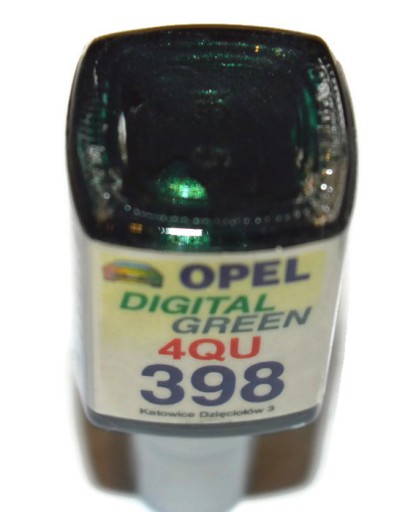 OPEL
DIGITAL
GREEN
4QU
398
Katowice Dzięciołów 3